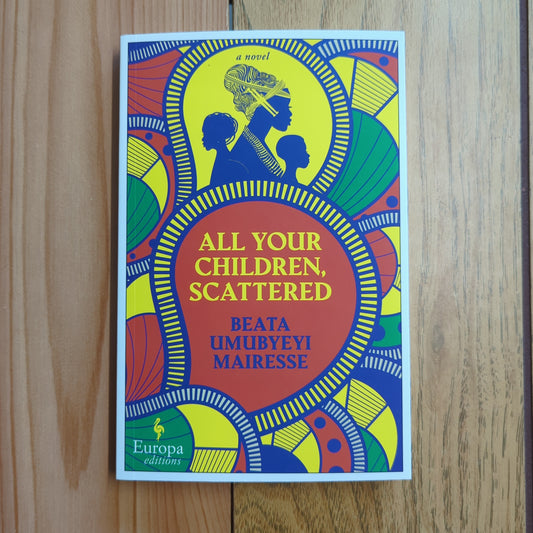 a novel
ALL YOUR
CHILDREN,
SCATTERED
BEATA
UMUBYEYI
MAIRESSE
Europa
editions